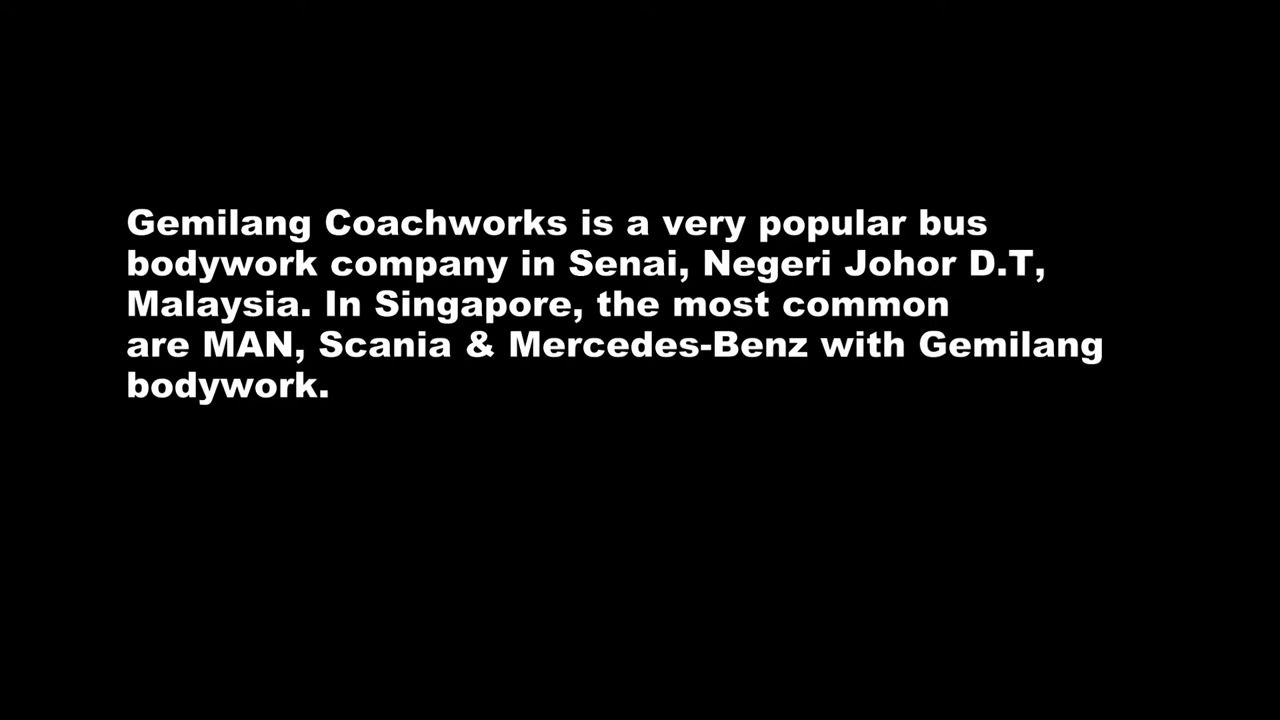 Gemilang Coachworks is a very popular bus
bodywork company in Senai, Negeri Johor D.T,
Malaysia. In Singapore, the most common
are MAN, Scania & Mercedes-Benz with Gemilang
bodywork.